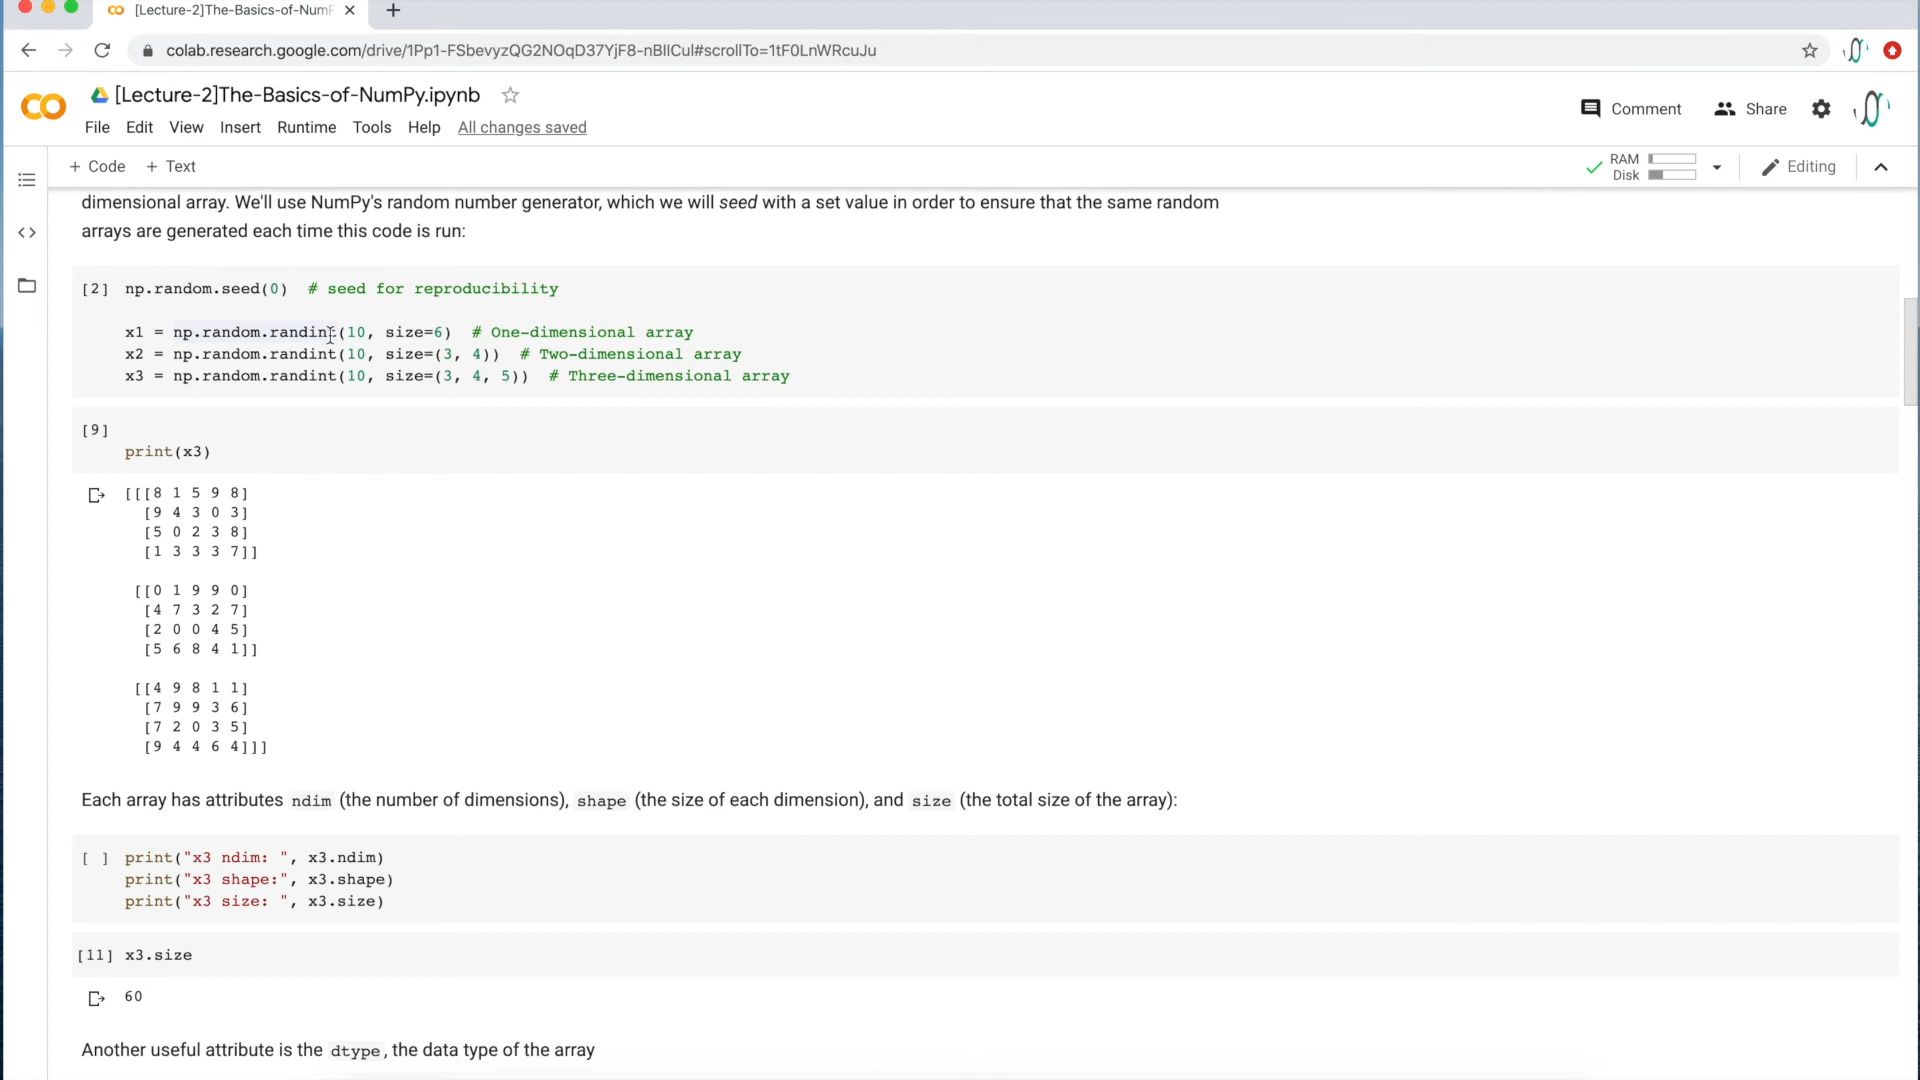 [Lecture-2]The-Basics-of-NumP
colab.research.google.com/drive/1Pp1-FSbevyzQG2NOqD37YjF8-nBIlCul#scrollTo=1tF0LnWRcuJu
[Lecture-2]The-Basics-of-NumPy.ipynb
Comment Share
File Edit View Insert Runtime Tools Help All changes saved
+ Code + Text
RAM
Disk
Editing
dimensional array. We'll use NumPy's random number generator, which we will seed with a set value in order to ensure that the same random
arrays are generated each time this code is run:
[2] np.random.seed(0)  # seed for reproducibility
x1 = np.random.randint(10, size=6)  # One-dimensional array
x2 = np.random.randint(10, size=(3, 4))  # Two-dimensional array
x3 = np.random.randint(10, size=(3, 4, 5))  # Three-dimensional array
[9]
print(x3)
[[[8 1 5 9 8]
[9 4 3 0 3]
[5 0 2 3 8]
[1 3 3 3 7]]
[[0 1 9 9 0]
[4 7 3 2 7]
[2 0 0 4 5]
[5 6 8 4 1]]
[[4 9 8 1 1]
[7 9 9 3 6]
[7 2 0 3 5]
[9 4 4 6 4]]]
Each array has attributes ndim (the number of dimensions), shape (the size of each dimension), and size (the total size of the array):
[ ] print("x3 ndim: ", x3.ndim)
print("x3 shape:", x3.shape)
print("x3 size: ", x3.size)
[11] x3.size
60
Another useful attribute is the dtype, the data type of the array